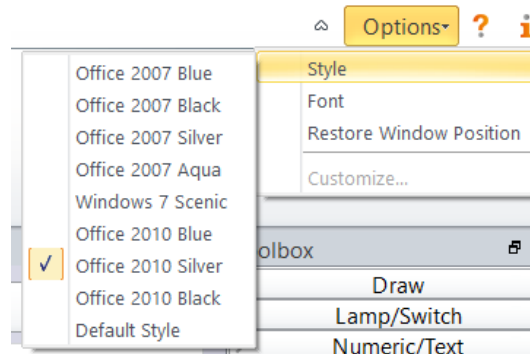 Options
?
i
Style
Font
Restore Window Position
Customize...
Office 2007 Blue
Office 2007 Black
Office 2007 Silver
Office 2007 Aqua
Windows 7 Scenic
Office 2010 Blue
Office 2010 Silver
Office 2010 Black
Default Style
olbox
Draw
Lamp/Switch
Numeric/Text